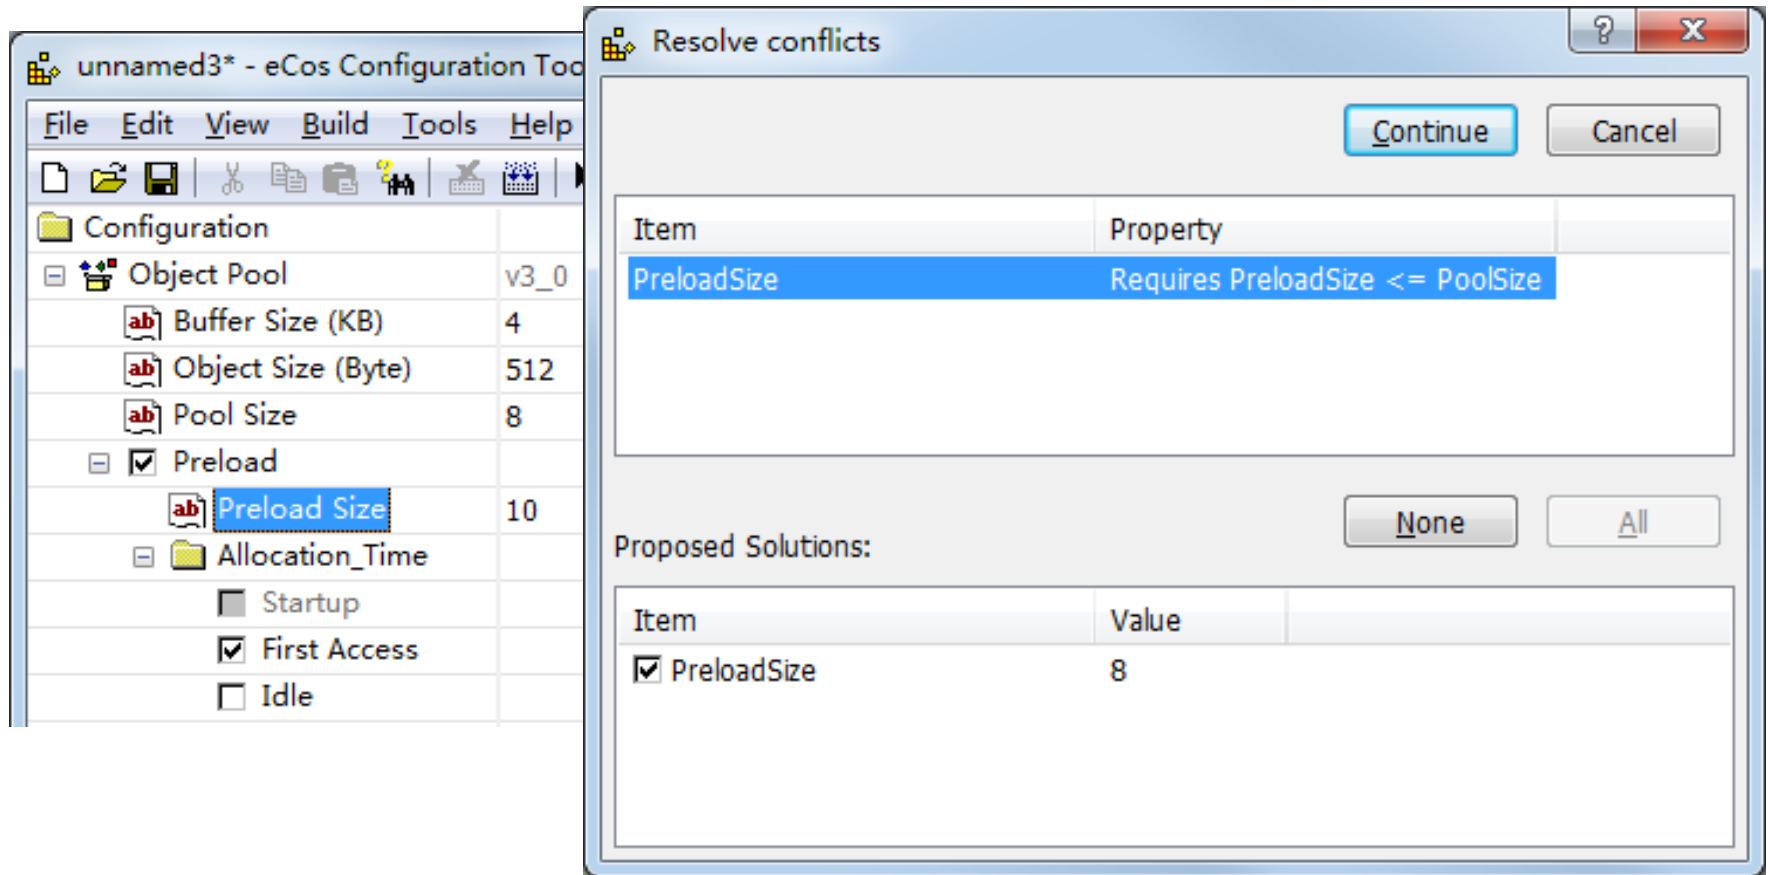 unnamed3* - eCos Configuration Too
File Edit View Build Tools Help
Configuration
Object Pool v3_0
Buffer Size (KB) 4
Object Size (Byte) 512
Pool Size 8
Preload
Preload Size 10
Allocation_Time
Startup
First Access
Idle
Resolve conflicts
Continue Cancel
Item Property
PreloadSize Requires PreloadSize <= PoolSize
None All
Proposed Solutions:
Item Value
PreloadSize 8